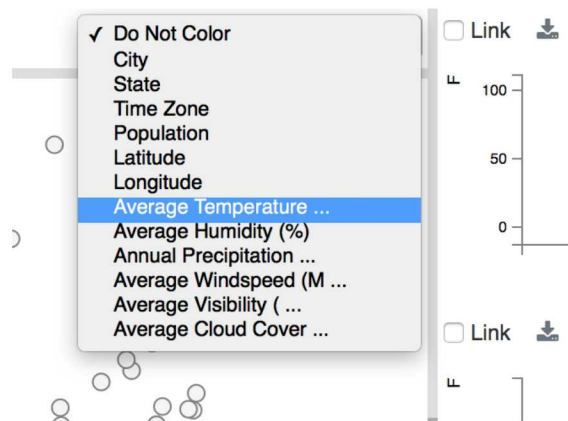 ✓ Do Not Color
City
State
Time Zone
Population
Latitude
Longitude
Average Temperature ...
Average Humidity (%)
Annual Precipitation ...
Average Windspeed (M ...
Average Visibility ( ...
Average Cloud Cover ...
Link
F
100
50
0
Link
F